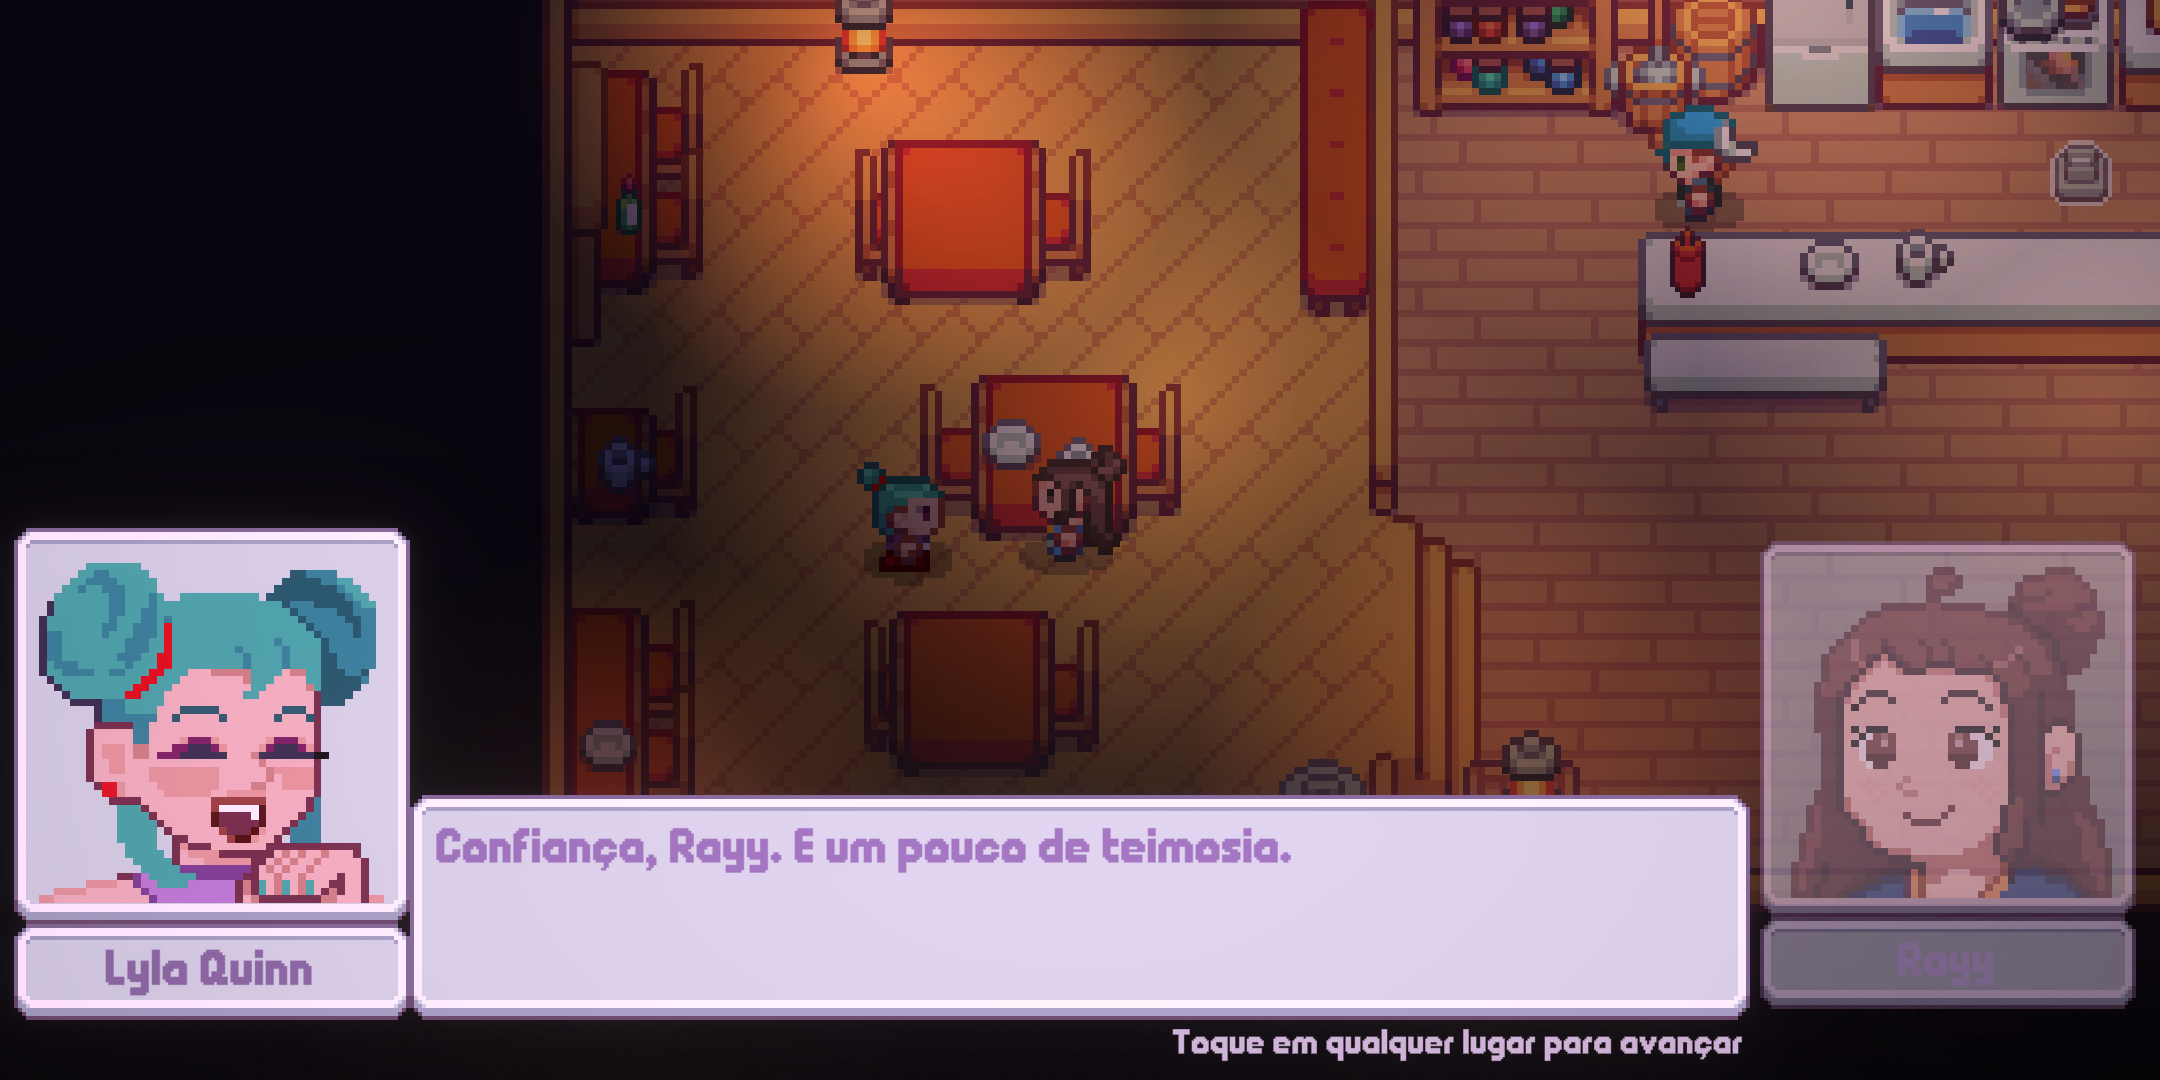 Confiança, Rayy. E um pouco de teimosia.
Lyla Quinn
Rayy
Toque em qualquer lugar para avançar